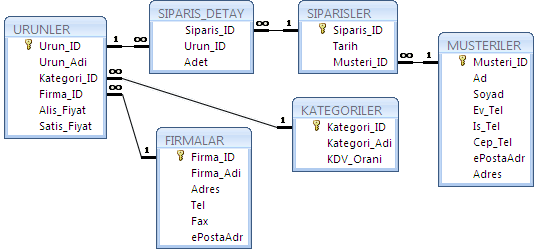 URUNLER
Urun_ID
Urun_Adi
Kategori_ID
Firma_ID
Alis_Fiyat
Satis_Fiyat
1
∞
SIPARIS_DETAY
Siparis_ID
Urun_ID
Adet
∞
1
SIPARISLER
Siparis_ID
Tarih
Musteri_ID
∞
1
MUSTERILER
Musteri_ID
Ad
Soyad
Ev_Tel
Is_Tel
Cep_Tel
ePostaAdr
Adres
∞
1
KATEGORILER
Kategori_ID
Kategori_Adi
KDV_Orani
∞
1
FIRMALAR
Firma_ID
Firma_Adi
Adres
Tel
Fax
ePostaAdr